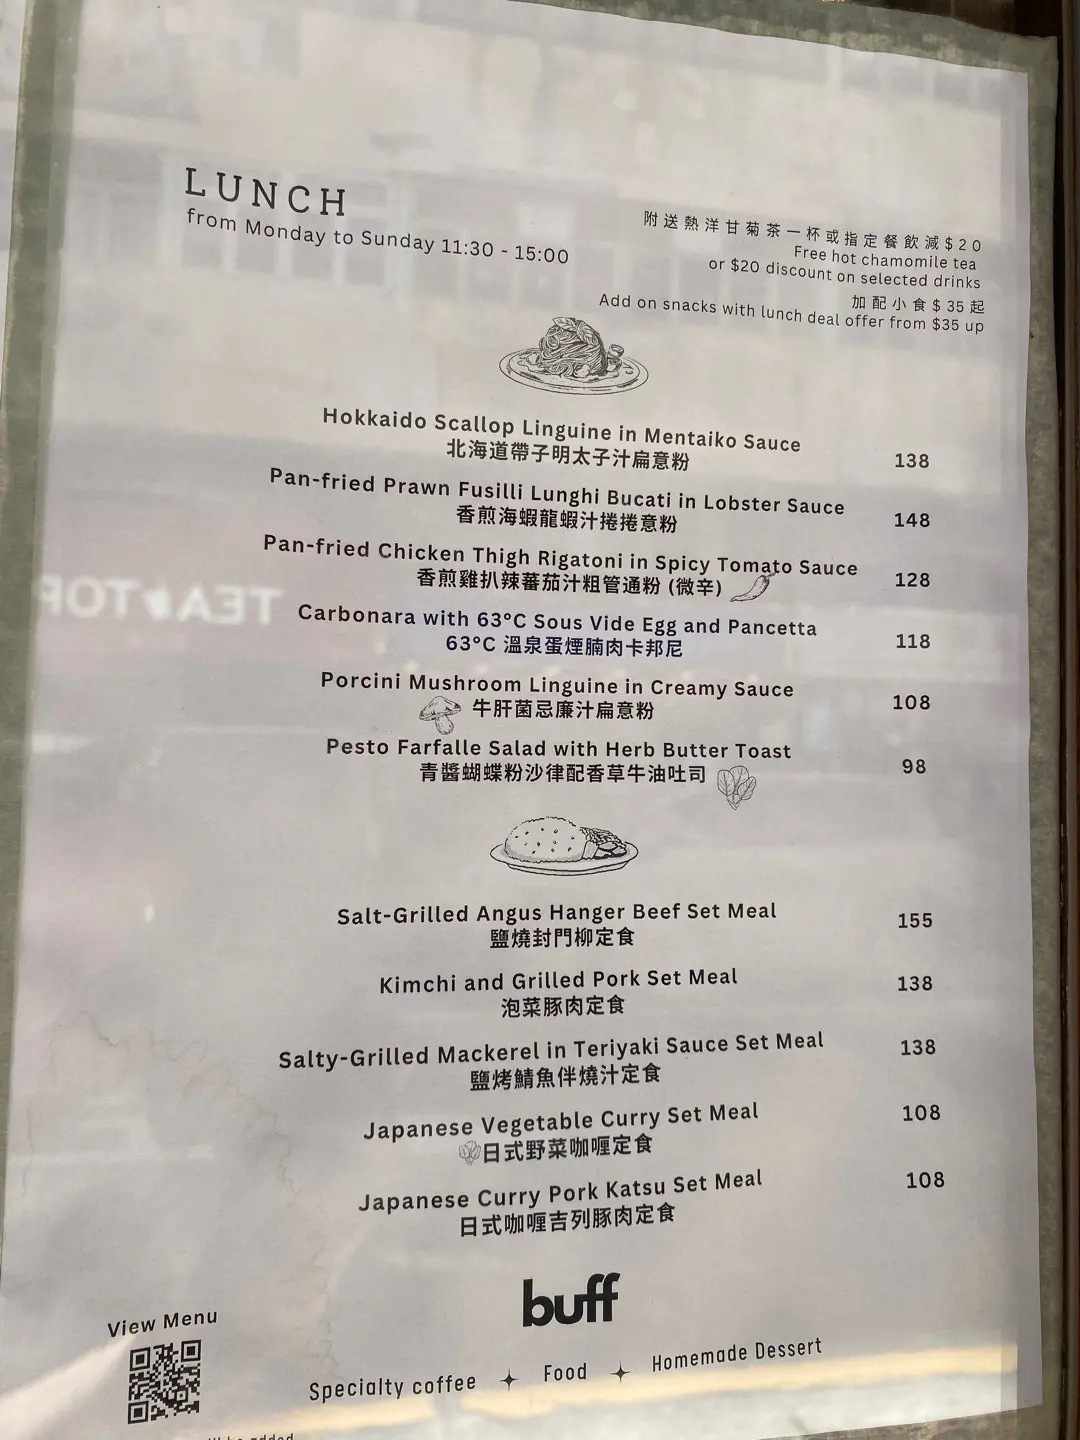 LUNCH
from Monday to Sunday 11:30 - 15:00
附送熱洋甘菊茶一杯或指定餐飲減$20
Free hot chamomile tea
or $20 discount on selected drinks
加配小食$35起
Add on snacks with lunch deal offer from $35 up
Hokkaido Scallop Linguine in Mentaiko Sauce
北海道帶子明太子汁扁意粉
138
Pan-fried Prawn Fusilli Lunghi Bucati in Lobster Sauce
香煎海蝦龍蝦汁捲捲意粉
148
Pan-fried Chicken Thigh Rigatoni in Spicy Tomato Sauce
香煎雞扒辣蕃茄汁粗管通粉 (微辛)
128
TEA TOP
Carbonara with 63°C Sous Vide Egg and Pancetta
63°C 溫泉蛋煙腩肉卡邦尼
118
Porcini Mushroom Linguine in Creamy Sauce
牛肝菌忌廉汁扁意粉
108
Pesto Farfalle Salad with Herb Butter Toast
青醬蝴蝶粉沙律配香草牛油吐司
98
Salt-Grilled Angus Hanger Beef Set Meal
鹽燒封門柳定食
155
Kimchi and Grilled Pork Set Meal
泡菜豚肉定食
138
Salty-Grilled Mackerel in Teriyaki Sauce Set Meal
鹽烤鯖魚伴燒汁定食
138
Japanese Vegetable Curry Set Meal
日式野菜咖喱定食
108
Japanese Curry Pork Katsu Set Meal
日式咖喱吉列豚肉定食
108
buff
View Menu
Specialty coffee Food Homemade Dessert
be added